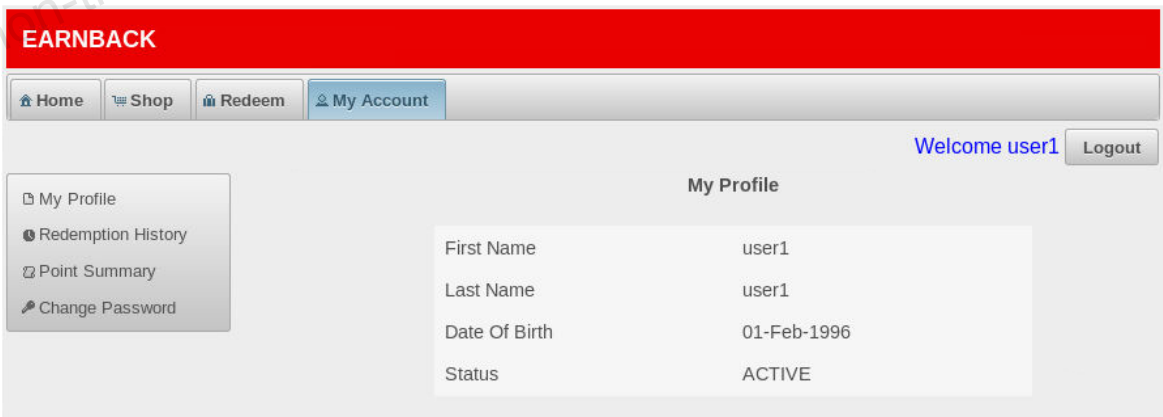 EARNBACK
Home Shop Redeem My Account
Welcome user1 Logout
My Profile
Redemption History
Point Summary
Change Password
My Profile
First Name user1
Last Name user1
Date Of Birth 01-Feb-1996
Status ACTIVE